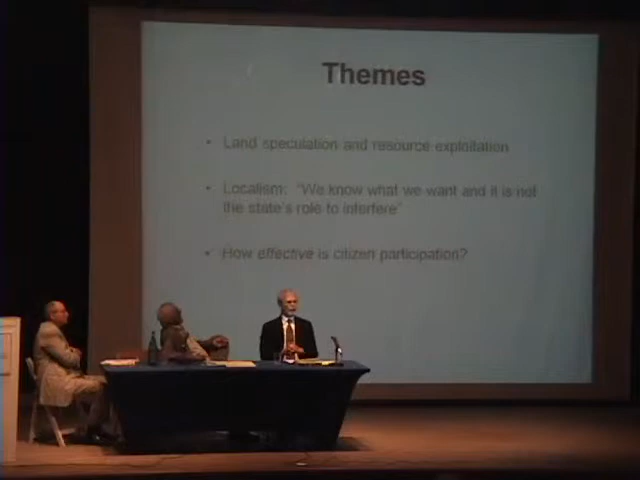 Themes
• Land speculation and resource exploitation
• Localism: "We know what we want and it is not
the state's role to interfere"
• How effective is citizen participation?